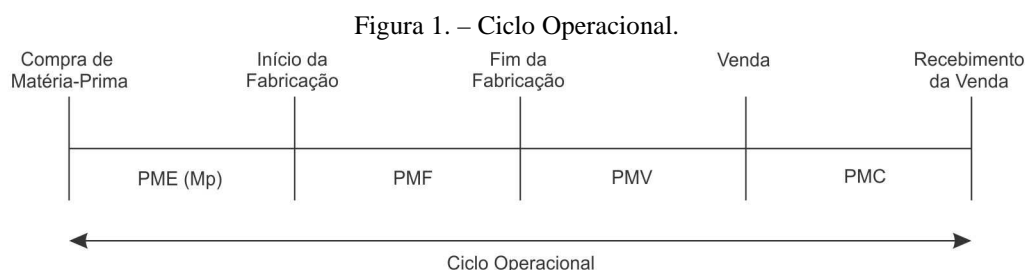 Figura 1. – Ciclo Operacional.
Compra de
Matéria-Prima
Início da
Fabricação
Fim da
Fabricação
Venda
Recebimento
da Venda
PME (Mp)
PMF
PMV
PMC
Ciclo Operacional